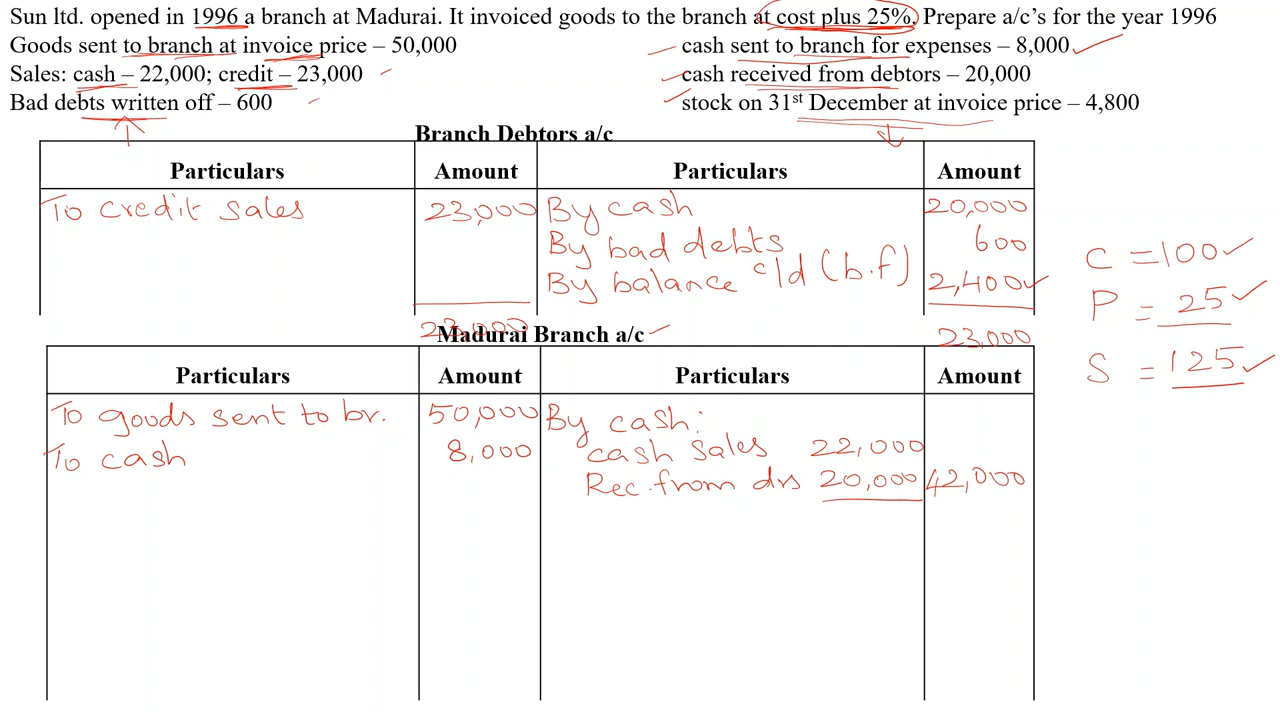 Sun ltd. opened in 1996 a branch at Madurai. It invoiced goods to the branch at cost plus 25%. Prepare a/c's for the year 1996
Goods sent to branch at invoice price – 50,000 cash sent to branch for expenses – 8,000
Sales: cash – 22,000; credit – 23,000 cash received from debtors – 20,000
Bad debts written off – 600 stock on 31st December at invoice price – 4,800
Branch Debtors a/c
Particulars Amount Particulars Amount
To credit sales 23,000 By cash 20,000
By bad debts 600
By balance c/d (b.f) 2,400
23,000 23,000
C = 100
P = 25
S = 125
Madurai Branch a/c
Particulars Amount Particulars Amount
To goods sent to br. 50,000 By cash:
To cash 8,000 cash sales 22,000
Rec. from drs 20,000 42,000